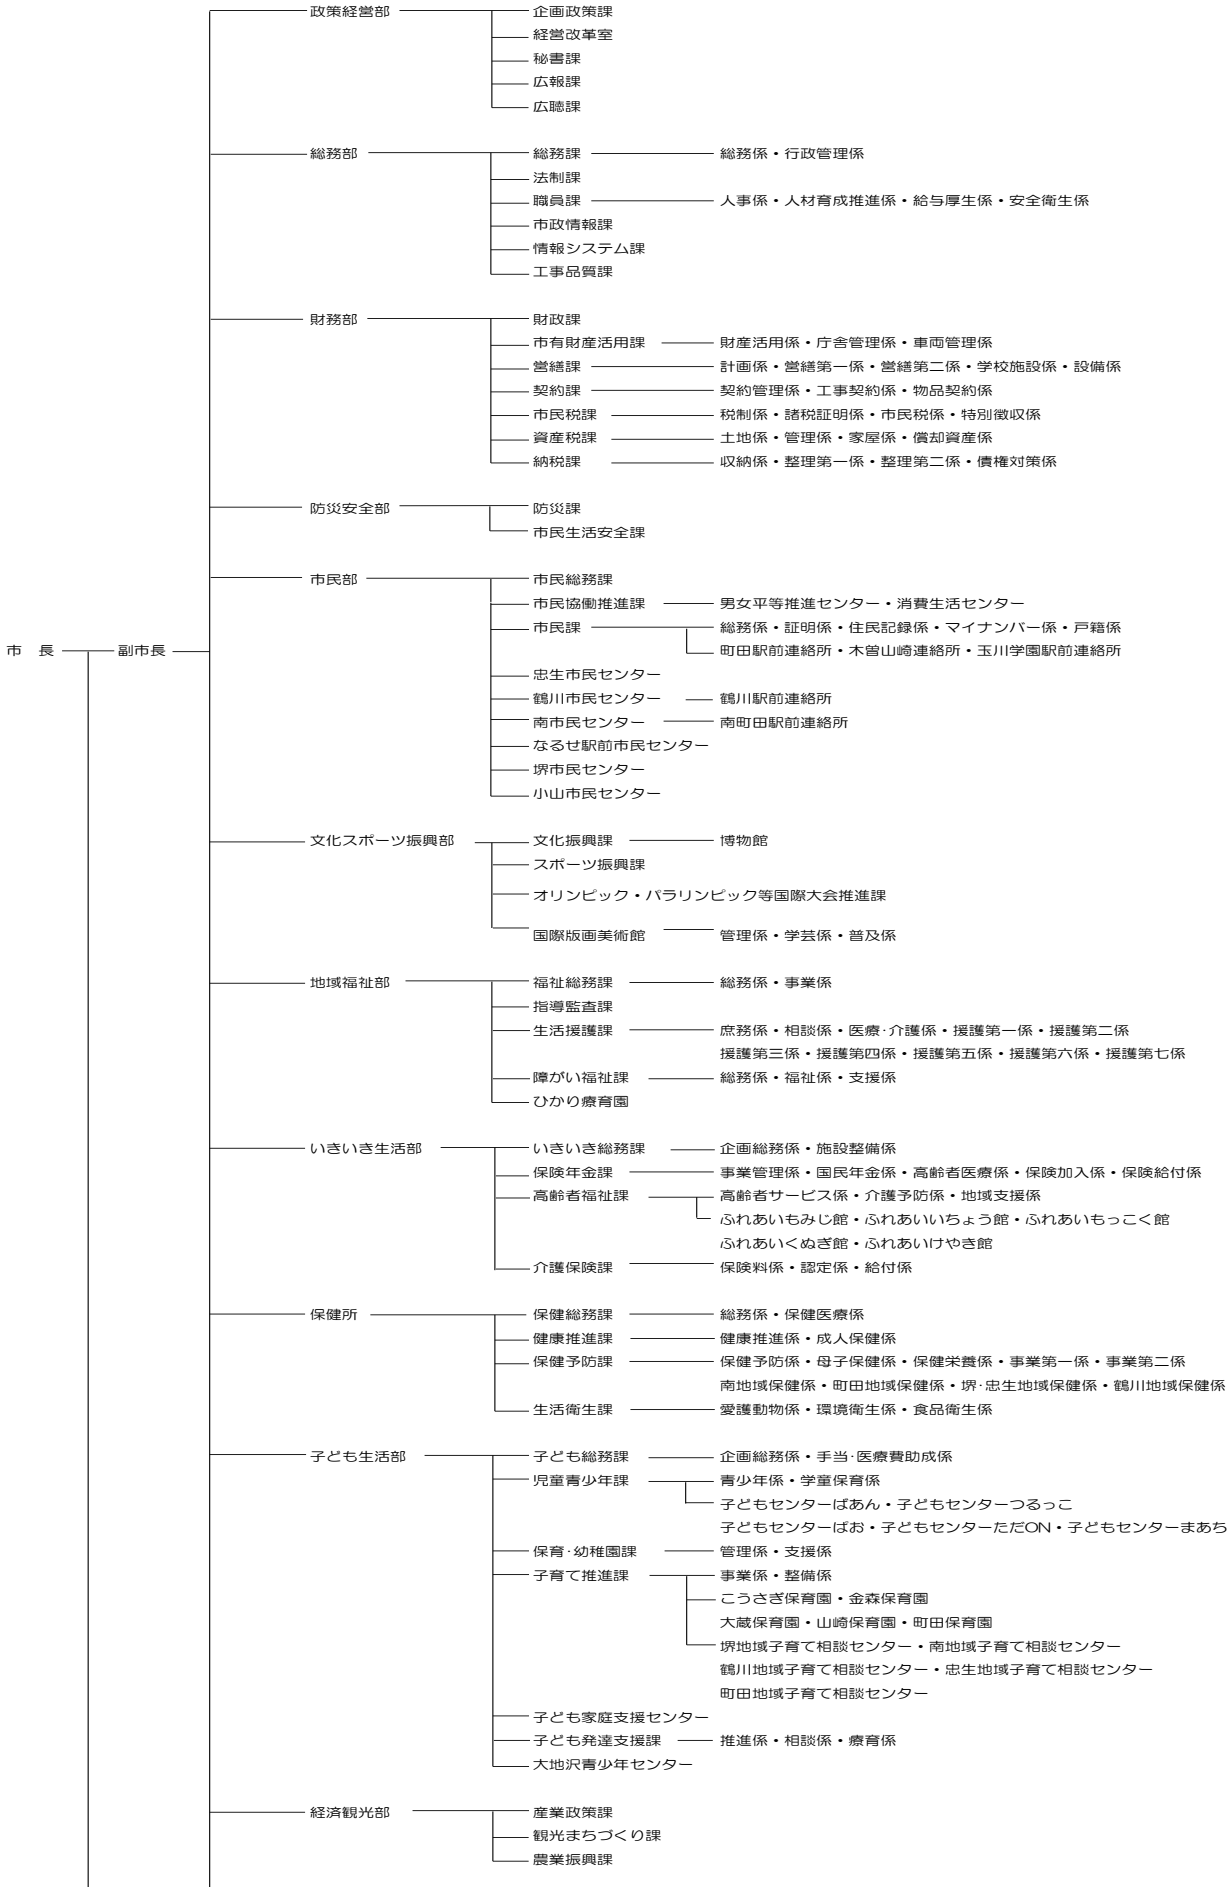 政策経営部 企画政策課
経営改革室
秘書課
広報課
広聴課
総務部 総務課 総務係・行政管理係
法制課
職員課 人事係・人材育成推進係・給与厚生係・安全衛生係
市政情報課
情報システム課
工事品質課
財務部 財政課
市有財産活用課 財産活用係・庁舎管理係・車両管理係
営繕課 計画係・営繕第一係・営繕第二係・学校施設係・設備係
契約課 契約管理係・工事契約係・物品契約係
市民税課 税制係・諸税証明係・市民税係・特別徴収係
資産税課 土地係・管理係・家屋係・償却資産係
納税課 収納係・整理第一係・整理第二係・債権対策係
防災安全部 防災課
市民生活安全課
市民部 市民総務課
市民協働推進課 男女平等推進センター・消費生活センター
市民課 総務係・証明係・住民記録係・マイナンバー係・戸籍係
市　長 副市長 町田駅前連絡所・木曽山崎連絡所・玉川学園駅前連絡所
忠生市民センター
鶴川市民センター 鶴川駅前連絡所
南市民センター 南町田駅前連絡所
なるせ駅前市民センター
堺市民センター
小山市民センター
文化スポーツ振興部 文化振興課 博物館
スポーツ振興課
オリンピック・パラリンピック等国際大会推進課
国際版画美術館 管理係・学芸係・普及係
地域福祉部 福祉総務課 総務係・事業係
指導監査課
生活援護課 庶務係・相談係・医療･介護係・援護第一係・援護第二係
援護第三係・援護第四係・援護第五係・援護第六係・援護第七係
障がい福祉課 総務係・福祉係・支援係
ひかり療育園
いきいき生活部 いきいき総務課 企画総務係・施設整備係
保険年金課 事業管理係・国民年金係・高齢者医療係・保険加入係・保険給付係
高齢者福祉課 高齢者サービス係・介護予防係・地域支援係
ふれあいもみじ館・ふれあいいちょう館・ふれあいもっこく館
ふれあいくぬぎ館・ふれあいけやき館
介護保険課 保険料係・認定係・給付係
保健所 保健総務課 総務係・保健医療係
健康推進課 健康推進係・成人保健係
保健予防課 保健予防係・母子保健係・保健栄養係・事業第一係・事業第二係
南地域保健係・町田地域保健係・堺･忠生地域保健係・鶴川地域保健係
生活衛生課 愛護動物係・環境衛生係・食品衛生係
子ども生活部 子ども総務課 企画総務係・手当･医療費助成係
児童青少年課 青少年係・学童保育係
子どもセンターばあん・子どもセンターつるっこ
子どもセンターぱお・子どもセンターただON・子どもセンターまあち
保育･幼稚園課 管理係・支援係
子育て推進課 事業係・整備係
こうさぎ保育園・金森保育園
大蔵保育園・山崎保育園・町田保育園
堺地域子育て相談センター・南地域子育て相談センター
鶴川地域子育て相談センター・忠生地域子育て相談センター
町田地域子育て相談センター
子ども家庭支援センター
子ども発達支援課 推進係・相談係・療育係
大地沢青少年センター
経済観光部 産業政策課
観光まちづくり課
農業振興課